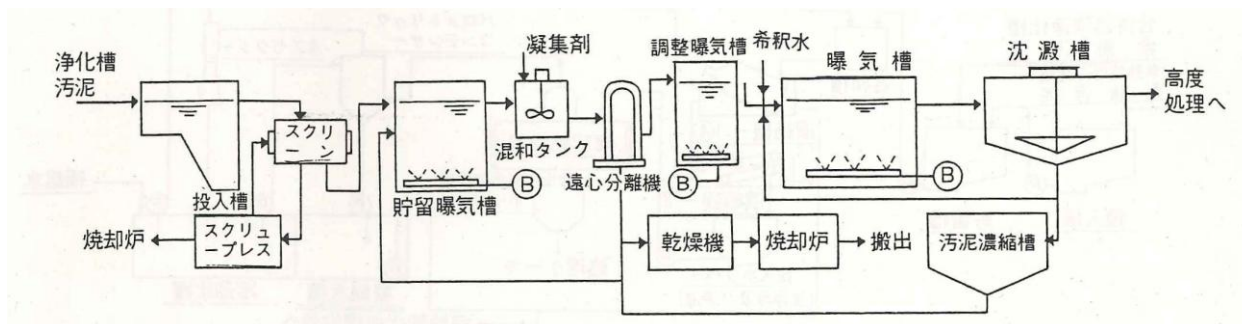 浄化槽
汚泥
投入槽
スクリ
ーン
スクリュ
ープレス
焼却炉
貯留曝気槽
B
凝集剤
混和タンク
遠心分離機
調整曝気槽
B
希釈水
曝気槽
B
沈澱槽
高度
処理へ
乾燥機
焼却炉
搬出
汚泥濃縮槽